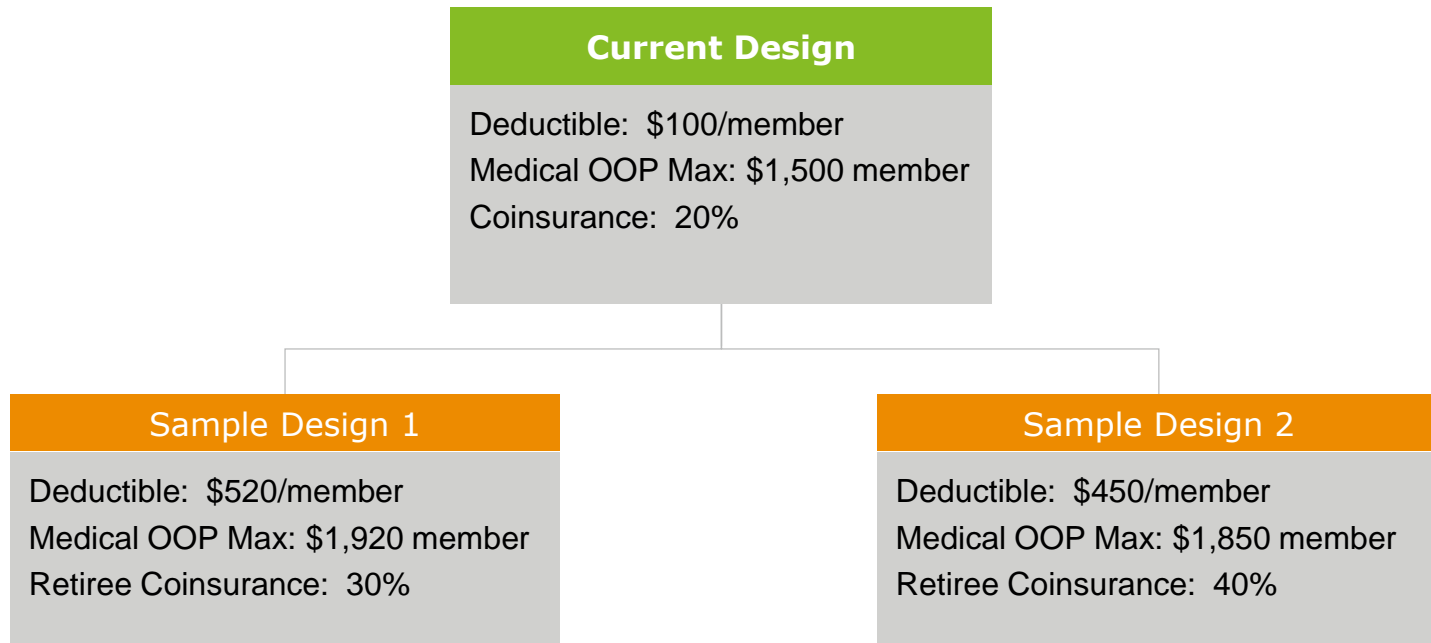 Current Design
Deductible:  $100/member
Medical OOP Max: $1,500 member
Coinsurance:  20%
Sample Design 1
Deductible:  $520/member
Medical OOP Max: $1,920 member
Retiree Coinsurance:  30%
Sample Design 2
Deductible:  $450/member
Medical OOP Max: $1,850 member
Retiree Coinsurance:  40%